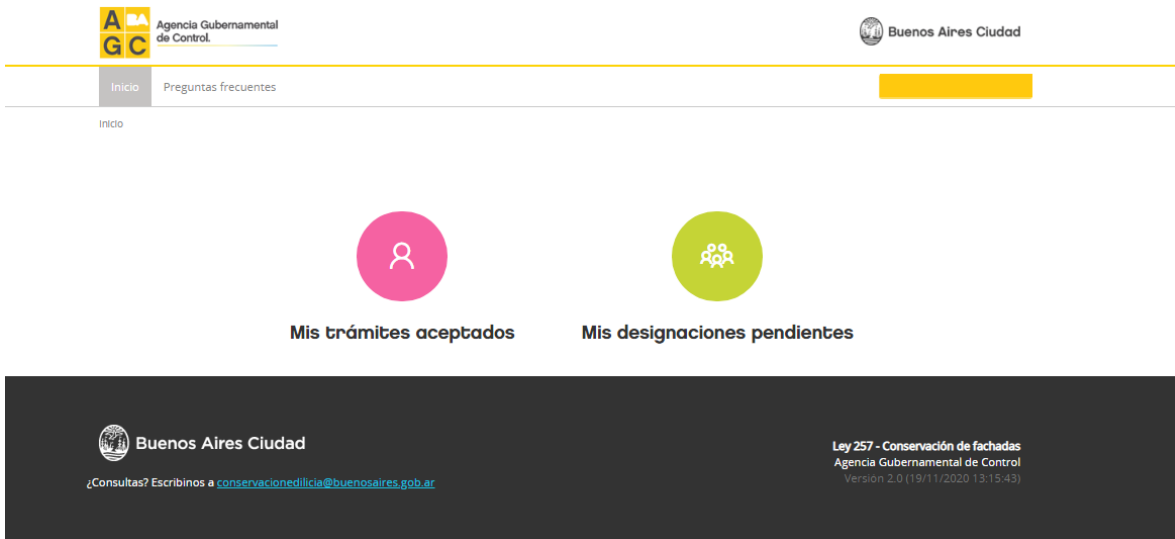 A BA
G C
Agencia Gubernamental
de Control.
Buenos Aires Ciudad
Inicio
Preguntas frecuentes
Inicio
Mis trámites aceptados
Mis designaciones pendientes
Buenos Aires Ciudad
¿Consultas? Escribinos a conservacionedilicia@buenosaires.gob.ar
Ley 257 - Conservación de fachadas
Agencia Gubernamental de Control
Versión 2.0 (19/11/2020 13:15:43)